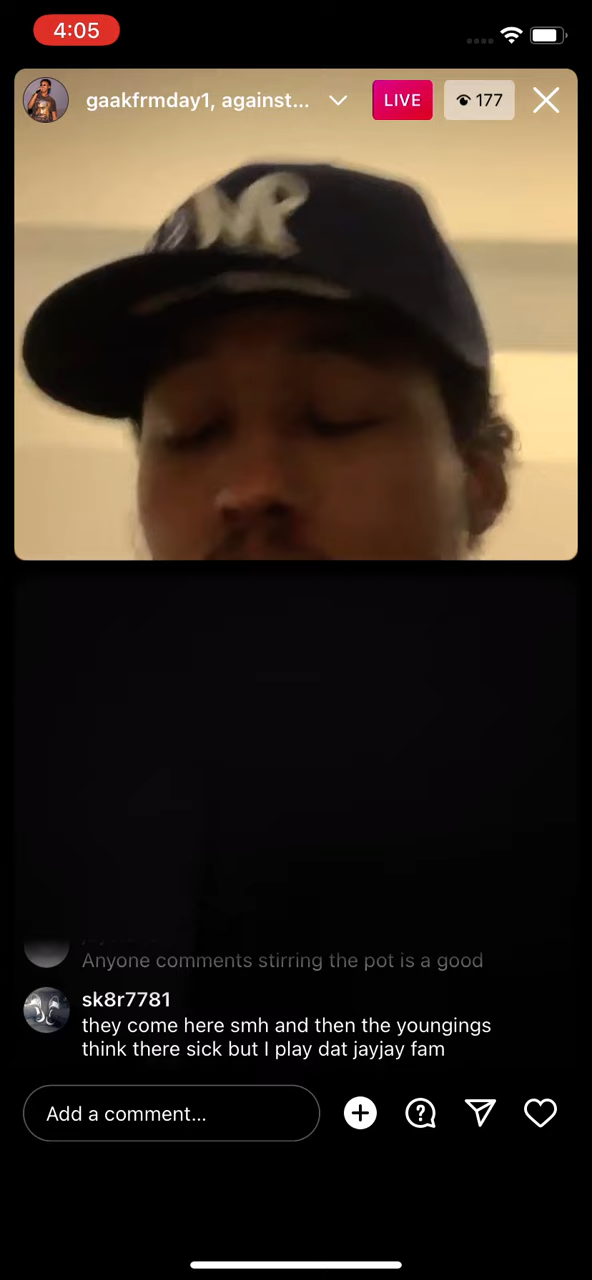 4:05
gaakfrmday1, against...
LIVE
177
Anyone comments stirring the pot is a good
sk8r7781
they come here smh and then the youngings
think there sick but I play dat jayjay fam
Add a comment...